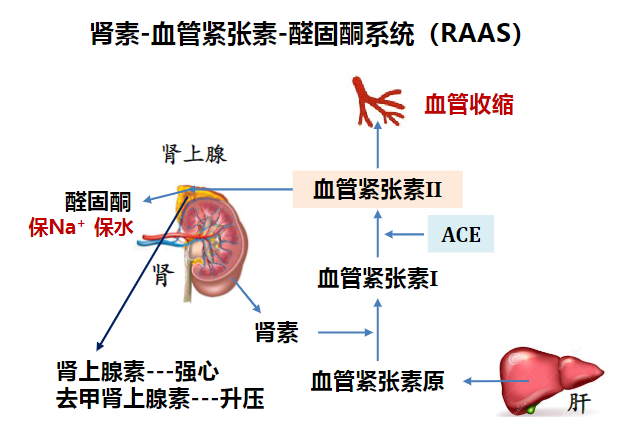 肾素-血管紧张素-醛固酮系统（RAAS）
血管收缩
肾上腺
血管紧张素II
醛固酮
保Na⁺ 保水
ACE
肾
血管紧张素I
肾素
肾上腺素---强心
去甲肾上腺素---升压
血管紧张素原
肝